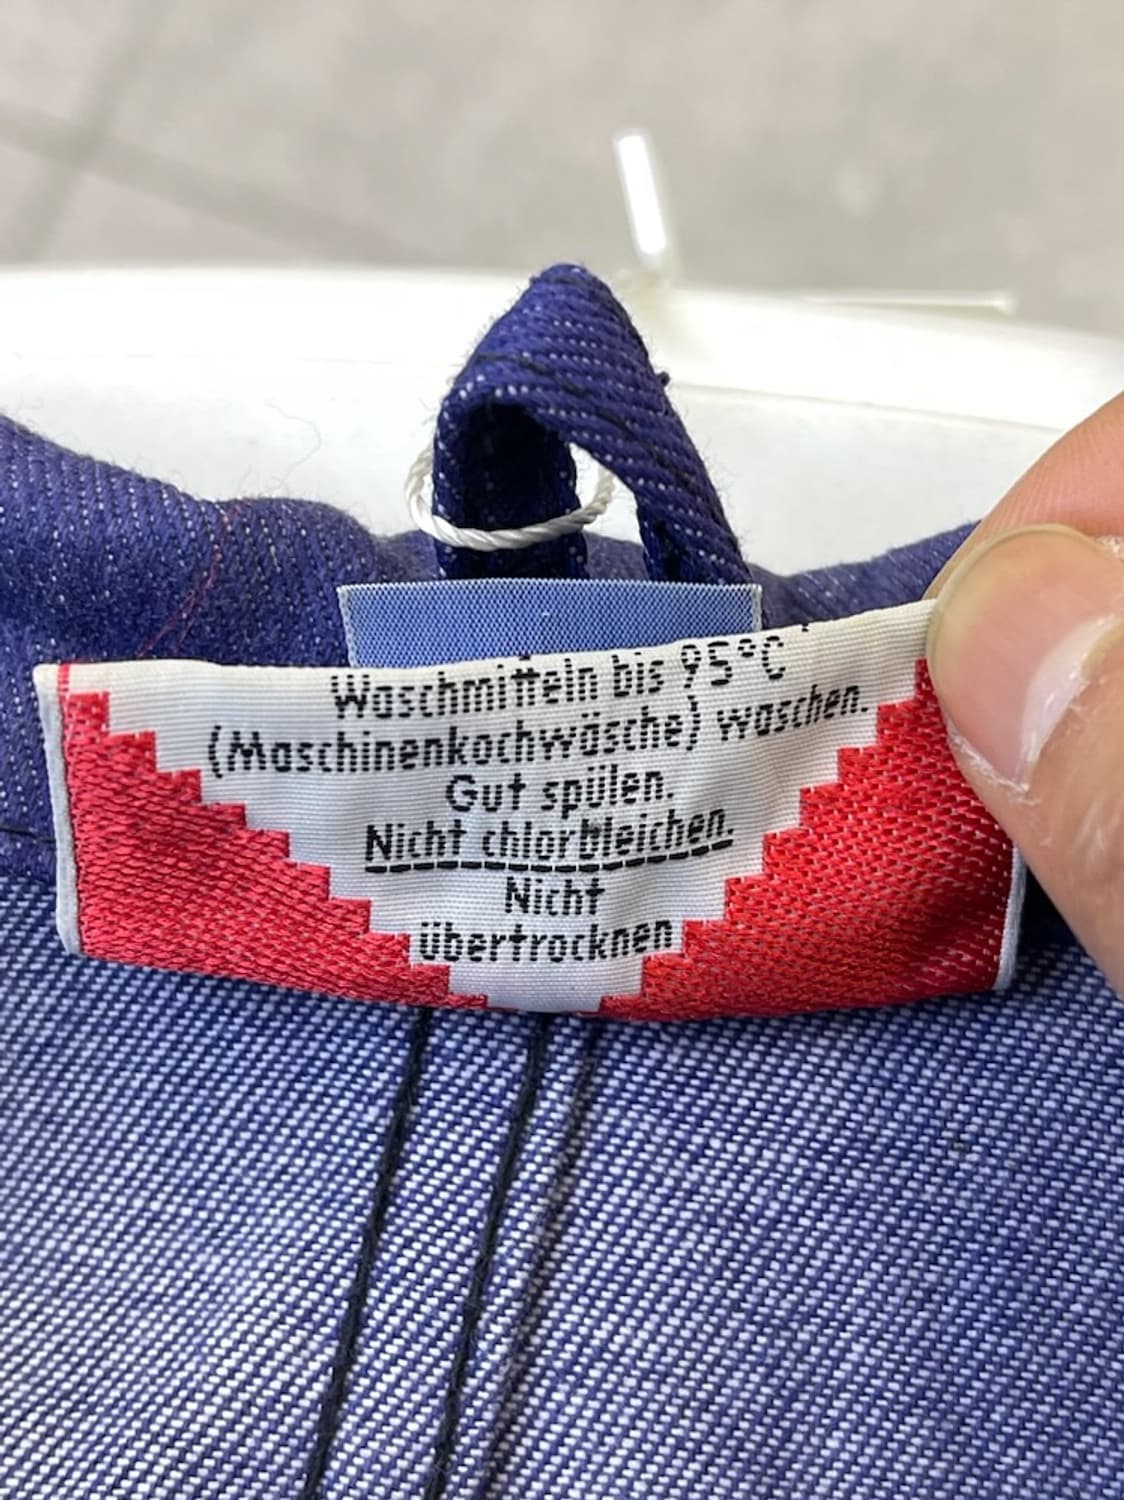 Waschmitteln bis 95°C
(Maschinenkochwäsche) waschen.
Gut spülen.
Nicht chlorbleichen.
Nicht
übertrocknen